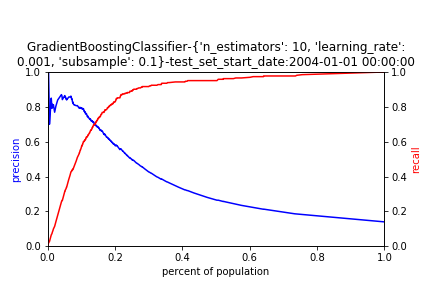 GradientBoostingClassifier-{'n_estimators': 10, 'learning_rate':
0.001, 'subsample': 0.1}-test_set_start_date:2004-01-01 00:00:00
1.0
0.8
0.6
0.4
0.2
0.0
precision
1.0
0.8
0.6
0.4
0.2
0.0
recall
0.0 0.2 0.4 0.6 0.8 1.0
percent of population